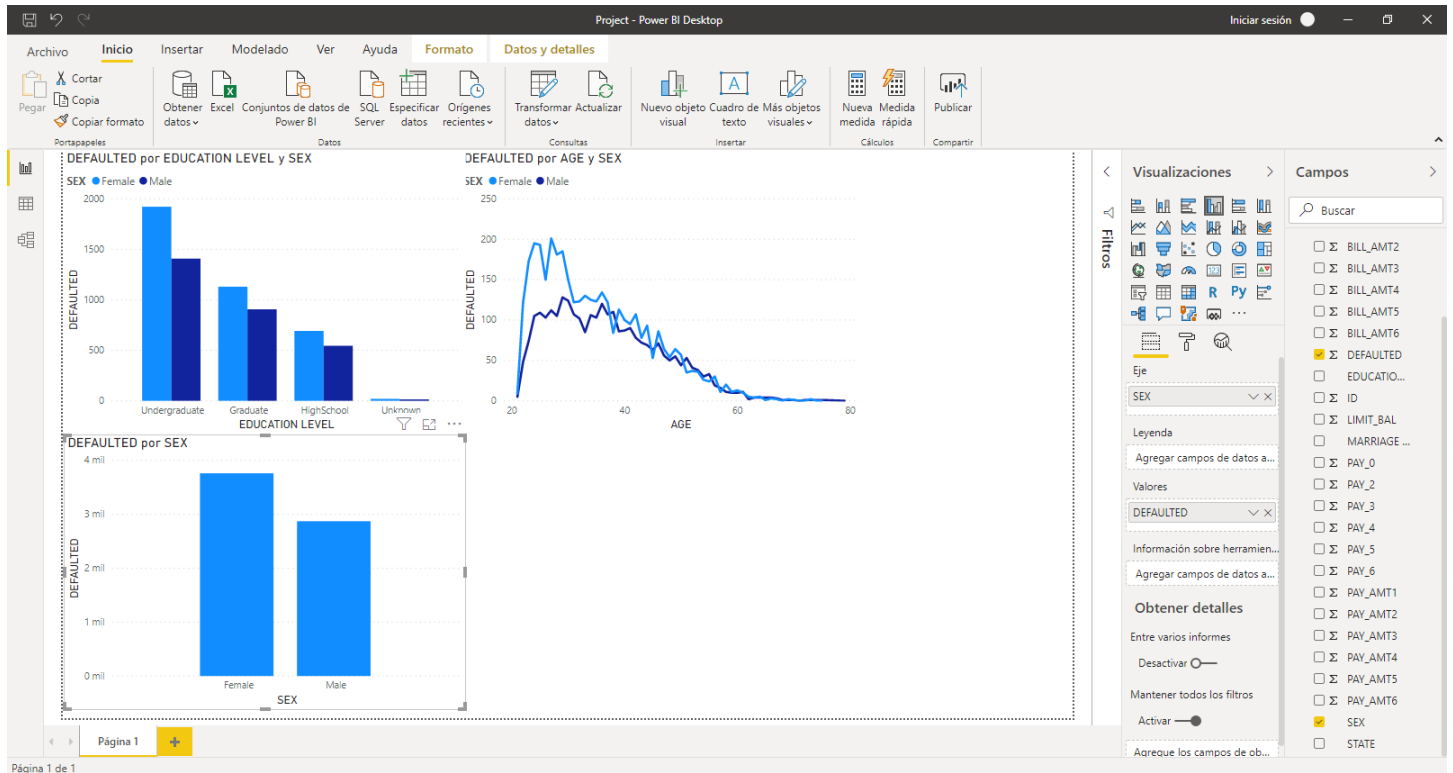 Project - Power BI Desktop
Iniciar sesión
Archivo Inicio Insertar Modelado Ver Ayuda Formato Datos y detalles
Pegar
Cortar
Copia
Copiar formato
Portapapeles
Obtener datos
Excel
Conjuntos de datos de Power BI
SQL Server
Especificar datos
Orígenes recientes
Datos
Transformar datos
Actualizar
Consultas
Nuevo objeto visual
Cuadro de texto
Más objetos visuales
Insertar
Nueva medida
Medida rápida
Cálculos
Publicar
Compartir
DEFAULTED por EDUCATION LEVEL y SEX
SEX Female Male
2000
1500
1000
500
0
DEFAULTED
Undergraduate Graduate HighSchool Unknown
EDUCATION LEVEL
DEFAULTED por AGE y SEX
SEX Female Male
250
200
150
100
50
0
DEFAULTED
20 40 60 80
AGE
DEFAULTED por SEX
4 mil
3 mil
2 mil
1 mil
0 mil
DEFAULTED
Female Male
SEX
Filtros
Visualizaciones
R Py
123
Eje
SEX
Leyenda
Agregar campos de datos a...
Valores
DEFAULTED
Información sobre herramien...
Agregar campos de datos a...
Obtener detalles
Entre varios informes
Desactivar
Mantener todos los filtros
Activar
Agregue los campos de ob...
Campos
Buscar
Σ BILL_AMT2
Σ BILL_AMT3
Σ BILL_AMT4
Σ BILL_AMT5
Σ BILL_AMT6
Σ DEFAULTED
EDUCATIO...
Σ ID
Σ LIMIT_BAL
MARRIAGE ...
Σ PAY_0
Σ PAY_2
Σ PAY_3
Σ PAY_4
Σ PAY_5
Σ PAY_6
Σ PAY_AMT1
Σ PAY_AMT2
Σ PAY_AMT3
Σ PAY_AMT4
Σ PAY_AMT5
Σ PAY_AMT6
SEX
STATE
Página 1
Página 1 de 1